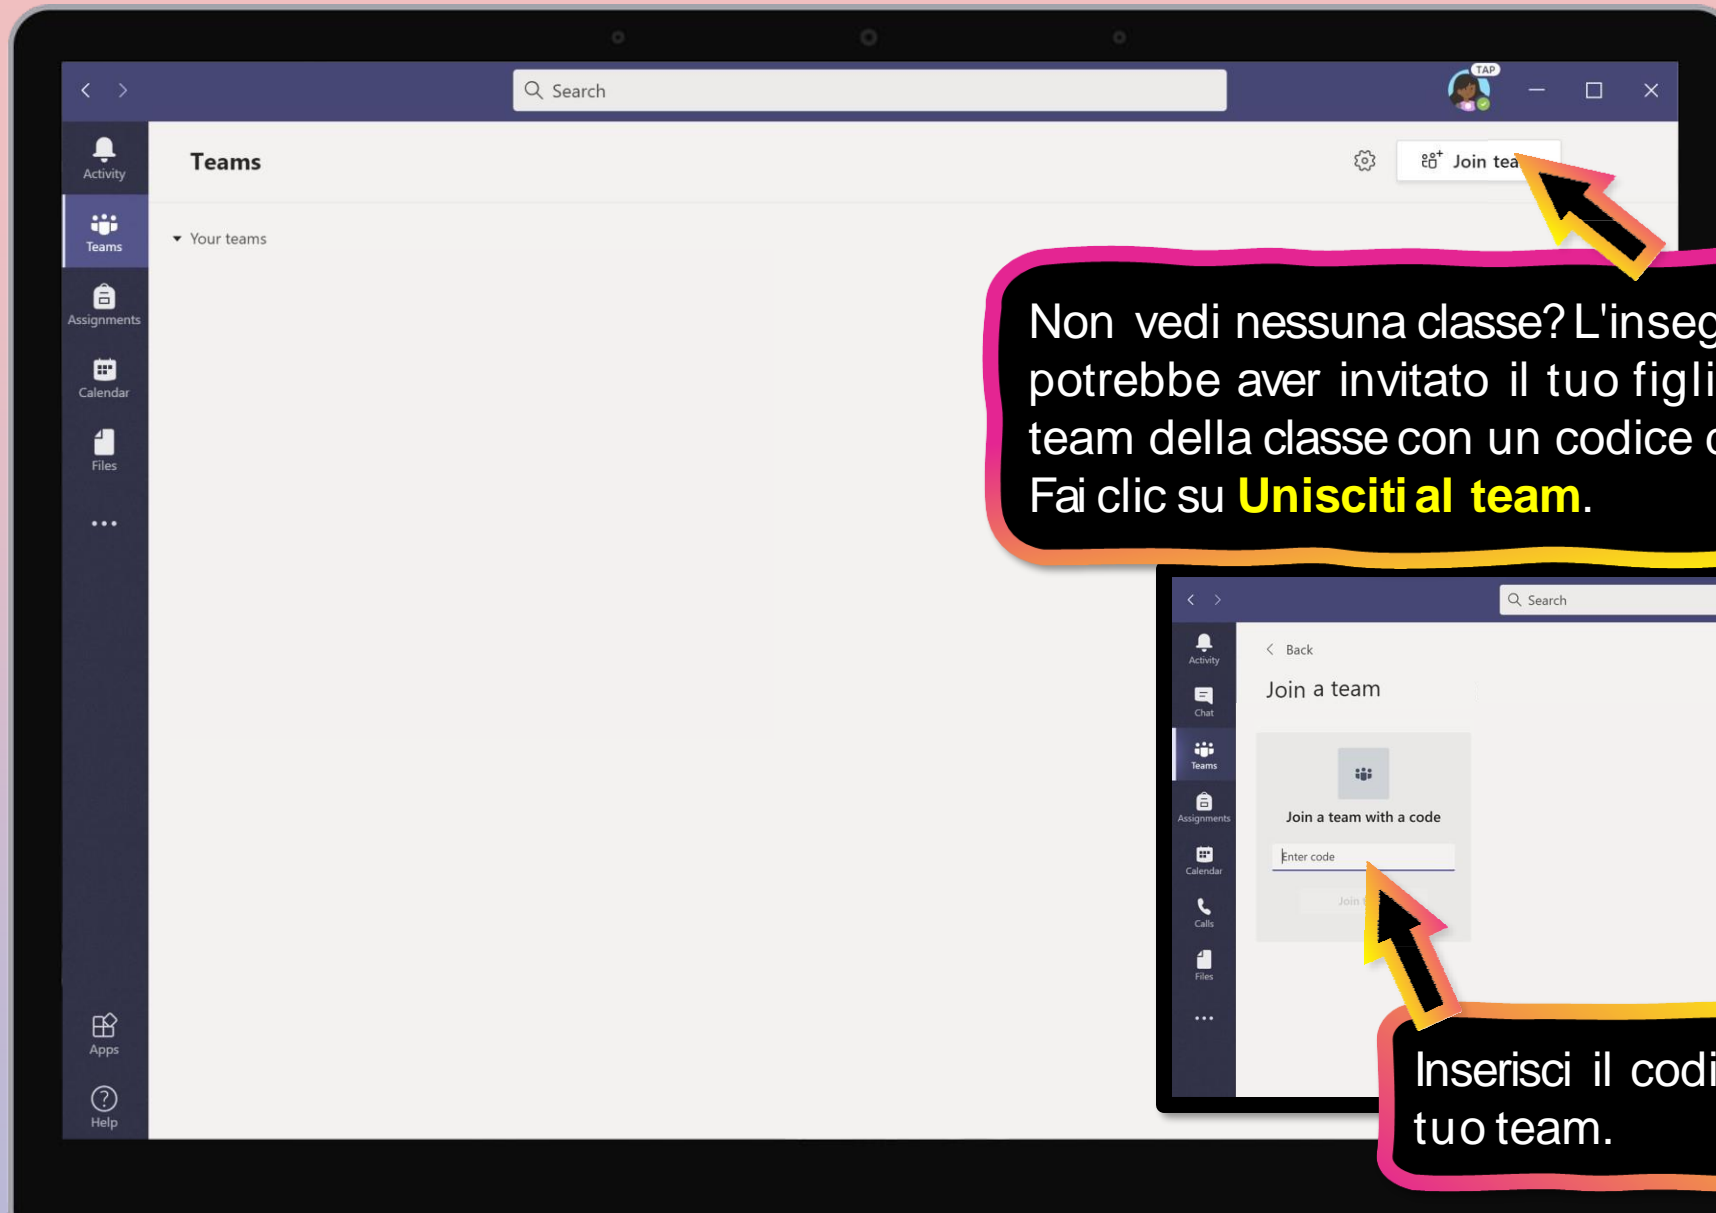 TAP
Search
Activity
Teams
Join tea
Teams
Your teams
Assignments
Calendar
Files
Apps
Help
Non vedi nessuna classe? L'inseg
potrebbe aver invitato il tuo figli
team della classe con un codice
Fai clic su Unisciti al team.
Search
Activity
Back
Join a team
Chat
Teams
Assignments
Join a team with a code
Enter code
Calendar
Join
Calls
Files
Inserisci il codi
tuo team.